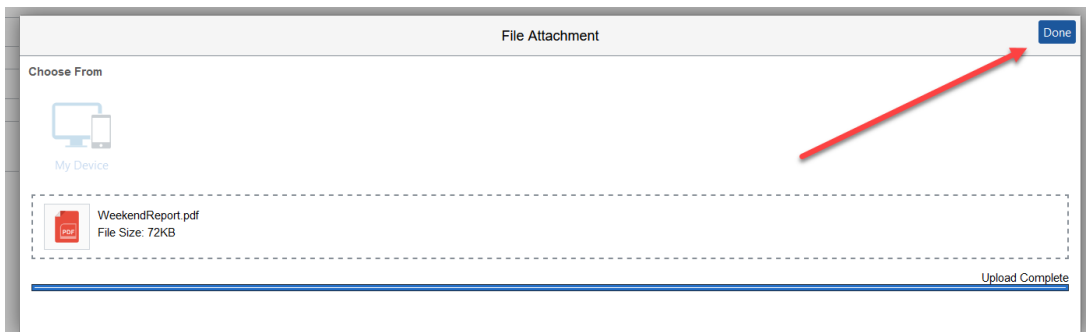 File Attachment
Done
Choose From
My Device
PDF
WeekendReport.pdf
File Size: 72KB
Upload Complete